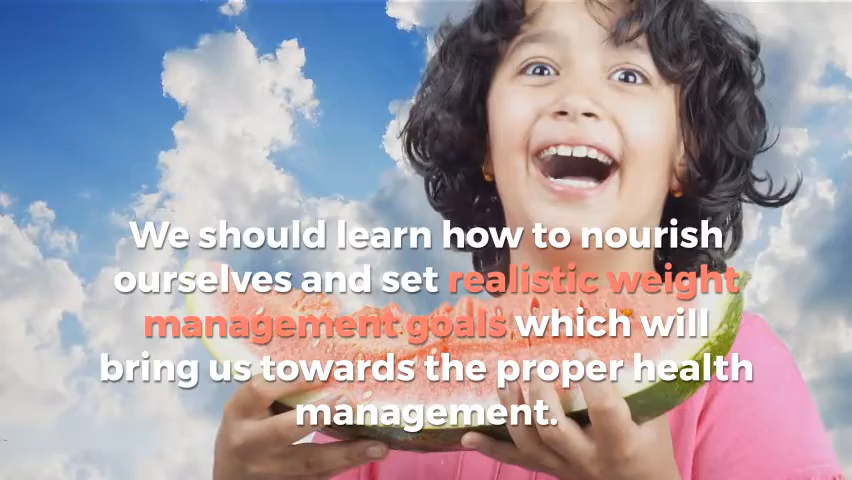 We should learn how to nourish
ourselves and set realistic weight
management goals which will
bring us towards the proper health
management.